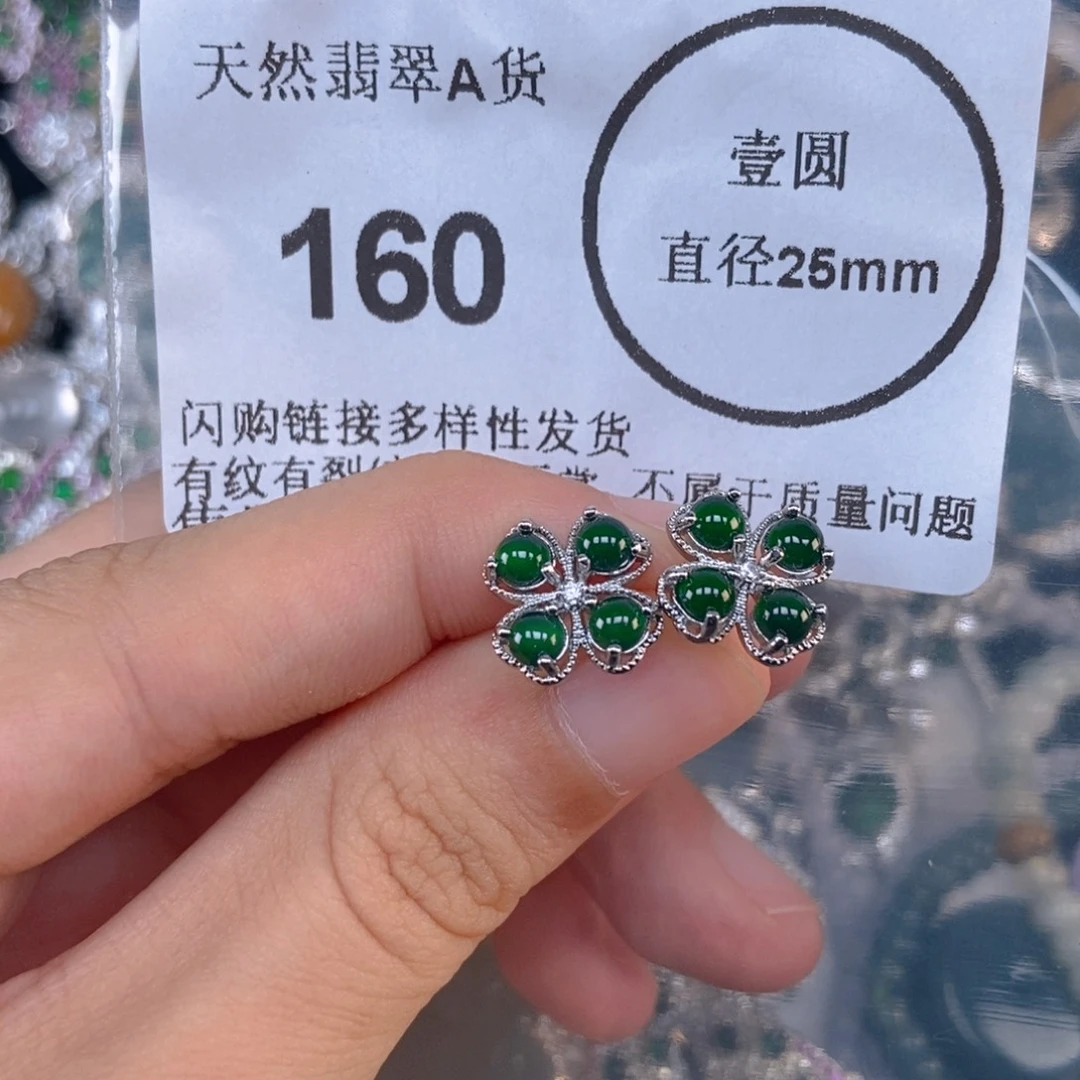 天然翡翠A货
160
壹圆
直径25mm
闪购链接多样性发货
有纹有裂 不属于质量问题